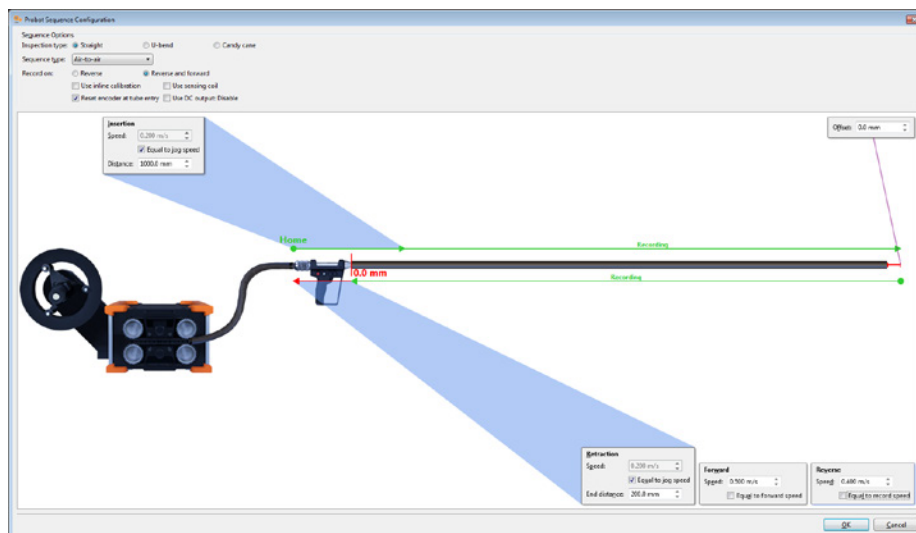 Probot Sequence Configuration
Sequence Options
Inspection type: Straight U-bend Candy cane
Sequence type: Air-to-air
Record on: Reverse Reverse and forward
Use inline calibration Use sensing coil
Reset encoder at tube entry Use DC output: Disable
Insertion
Speed: 0.200 m/s
Equal to jog speed
Distance: 1000.0 mm
Offset: 0.0 mm
Home
Recording
0.0 mm
Recording
Retraction
Speed: 0.200 m/s
Equal to jog speed
End distance: 200.0 mm
Forward
Speed: 0.500 m/s
Equal to forward speed
Reverse
Speed: 0.400 m/s
Equal to record speed
OK Cancel